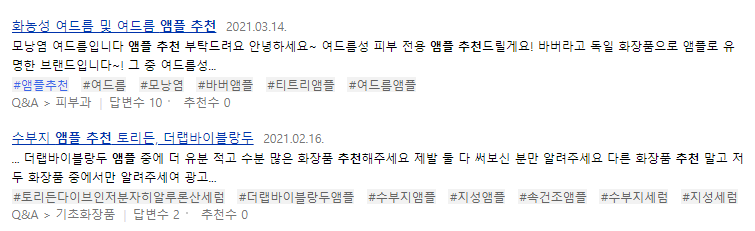 화농성 여드름 및 여드름 앰플 추천 2021.03.14.
모낭염 여드름입니다 앰플 추천 부탁드려요 안녕하세요~ 여드름성 피부 전용 앰플 추천드릴게요! 바버라고 독일 화장품으로 앰플로 유
명한 브랜드입니다~! 그 중 여드름성...
#앰플추천 #여드름 #모낭염 #바버앰플 #티트리앰플 #여드름앰플
Q&A > 피부과 | 답변수 10 · 추천수 0
수부지 앰플 추천 토리든, 더랩바이블랑두 2021.02.16.
... 더랩바이블랑두 앰플 중에 더 유분 적고 수분 많은 화장품 추천해주세요 제발 둘 다 써보신 분만 알려주세요 다른 화장품 추천 말고 저
두 화장품 중에서만 알려주세여 광고...
#토리든다이브인저분자히알루론산세럼 #더랩바이블랑두앰플 #수부지앰플 #지성앰플 #속건조앰플 #수부지세럼 #지성세럼
Q&A > 기초화장품 | 답변수 2 · 추천수 0